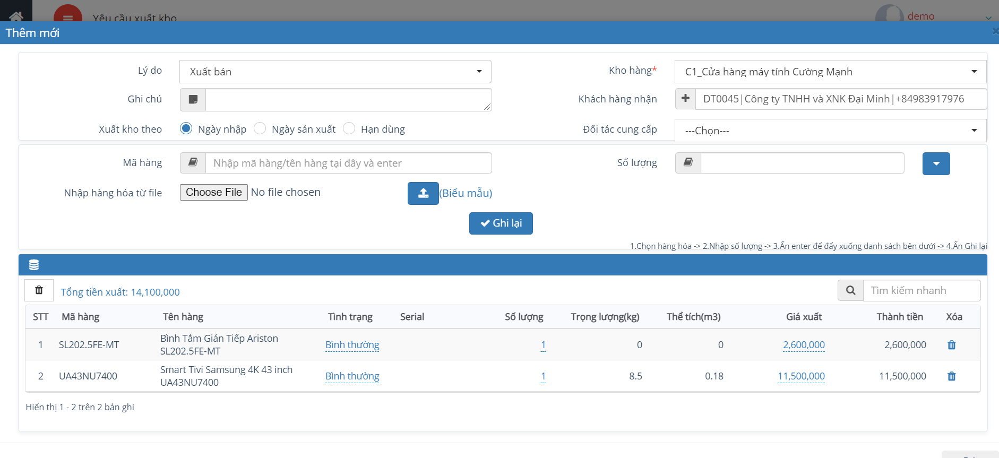 Yêu cầu xuất kho
demo
Thêm mới
Lý do
Xuất bán
Kho hàng*
C1_Cửa hàng máy tính Cường Mạnh
Ghi chú
Khách hàng nhận
DT0045|Công ty TNHH và XNK Đại Minh|+84983917976
Xuất kho theo
Ngày nhập
Ngày sản xuất
Hạn dùng
Đối tác cung cấp
---Chọn---
Mã hàng
Nhập mã hàng/tên hàng tại đây và enter
Số lượng
Nhập hàng hóa từ file
Choose File No file chosen
(Biểu mẫu)
Ghi lại
1.Chọn hàng hóa -> 2.Nhập số lượng -> 3.Ấn enter để đẩy xuống danh sách bên dưới -> 4.Ấn Ghi lại
Tổng tiền xuất: 14,100,000
Tìm kiếm nhanh
STT Mã hàng Tên hàng Tình trạng Serial Số lượng Trọng lượng(kg) Thể tích(m3) Giá xuất Thành tiền Xóa
1 SL202.5FE-MT Bình Tắm Gián Tiếp Ariston
SL202.5FE-MT Bình thường 1 0 0 2,600,000 2,600,000
2 UA43NU7400 Smart Tivi Samsung 4K 43 inch
UA43NU7400 Bình thường 1 8.5 0.18 11,500,000 11,500,000
Hiển thị 1 - 2 trên 2 bản ghi